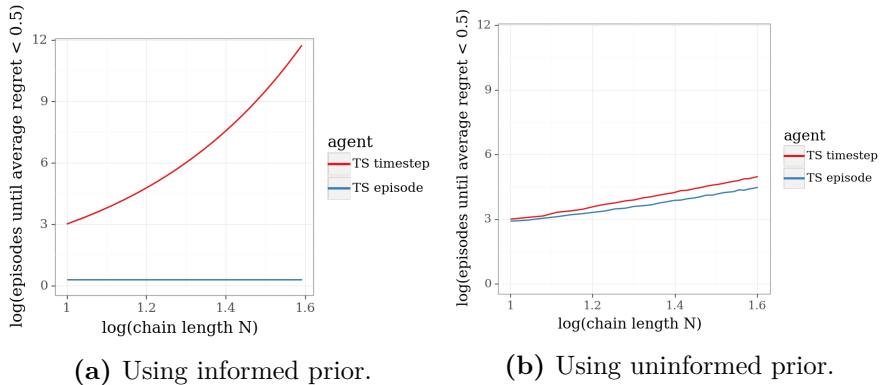 log(episodes until average regret < 0.5)
12
9
6
3
0
1
1.2
1.4
1.6
log(chain length N)
agent
TS timestep
TS episode
(a) Using informed prior.
log(episodes until average regret < 0.5)
12
9
6
3
0
1
1.2
1.4
1.6
log(chain length N)
agent
TS timestep
TS episode
(b) Using uninformed prior.